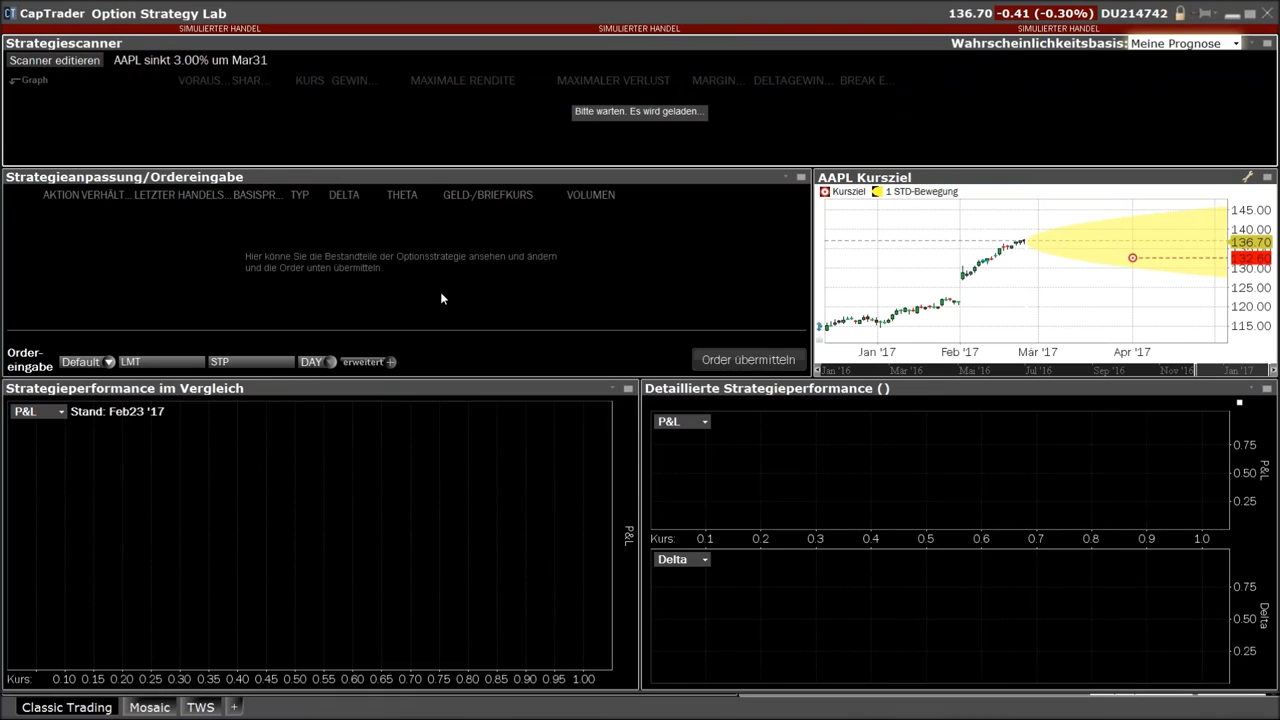 CT CapTrader Option Strategy Lab 136.70 -0.41 (-0.30%) DU214742
SIMULIERTER HANDEL SIMULIERTER HANDEL SIMULIERTER HANDEL
Strategiescanner Wahrscheinlichkeitsbasis: Meine Prognose
Scanner editieren AAPL sinkt 3.00% um Mar31
Graph VORAUS... SHAR... KURS GEWIN... MAXIMALE RENDITE MAXIMALER VERLUST MARGIN... DELTAGEWIN... BREAK E...
Bitte warten. Es wird geladen...
Strategieanpassung/Ordereingabe
AKTION VERHÄLT... LETZTER HANDELS... BASISPR... TYP DELTA THETA GELD-/BRIEFKURS VOLUMEN
Hier könne Sie die Bestandteile der Optionsstrategie ansehen und ändern
und die Order unten übermitteln.
Order-
eingabe Default LMT STP DAY erweitert + Order übermitteln
AAPL Kursziel
Kursziel 1 STD-Bewegung
145.00
140.00
136.70
132.60
130.00
125.00
120.00
115.00
Jan '17 Feb '17 Mär '17 Apr '17
Jan '16 Mär '16 Mai '16 Jul '16 Sep '16 Nov '16 Jan '17
Strategieperformance im Vergleich
P&L Stand: Feb23 '17
P&L
Kurs: 0.10 0.15 0.20 0.25 0.30 0.35 0.40 0.45 0.50 0.55 0.60 0.65 0.70 0.75 0.80 0.85 0.90 0.95 1.00
Detaillierte Strategieperformance ()
P&L
0.75
0.50
0.25
P&L
Kurs: 0.1 0.2 0.3 0.4 0.5 0.6 0.7 0.8 0.9 1.0
Delta
0.75
0.50
0.25
Delta
Classic Trading Mosaic TWS +